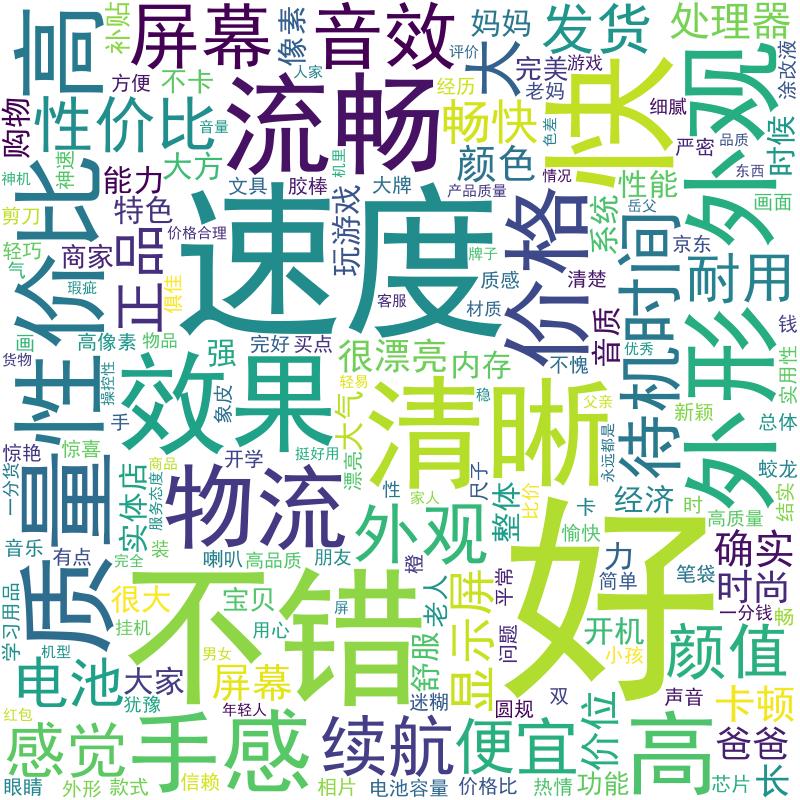 高
屏幕
音效
像素
妈妈
发货
处理器
补贴
方便
不卡
人家
评价
大
完美
游戏
老妈
快
外观
涂改液
购物
性价比
音量
流畅
经历
畅快
细腻
色差
严密
品质
时候
神机
神速
大方
机里
颜色
情况
东西
比
能力
文具
胶棒
大牌
产品质量
性能
岳父
画面
剪刀
特色
价格合理
速度
玩游戏
价格
系统
待机时间
京东
轻巧
商家
正品
牌子
质感
清楚
耐用
气
瑕疵
俱佳
客服
材质
音质
优秀
钱
性价
画
高像素
物品
强
完好
买点
很漂亮
内存
不愧
外形
实用性
货物
操控性
效果
象皮
轻易
稳
清晰
父亲
新颖
总体
手
大气
漂亮
永远都是
惊艳
惊喜
挺好用
蛟龙
质量
一分货
实体店
服务态度
商品
开学
物流
性
家人
尺子
整体
比价
卡
经济
时
高质量
结实
音乐
有点
完全
装
喇叭
高品质
朋友
外观
橙
愉快
力
简单
笔袋
确实
时尚
一分钱
畅
学习用品
机型
很大
挂机
不错
宝贝
用心
屏
老人
舒服
显示屏
平常
问题
好
开机
小孩
颜值
电池
大家
犹豫
男女
屏幕
年轻人
迷糊
圆规
双
价位
声音
卡顿
红包
感觉
手感
续航
便宜
高
爸爸
眼睛
外形
款式
信赖
相片
电池容量
价格比
热情
功能
芯片
长